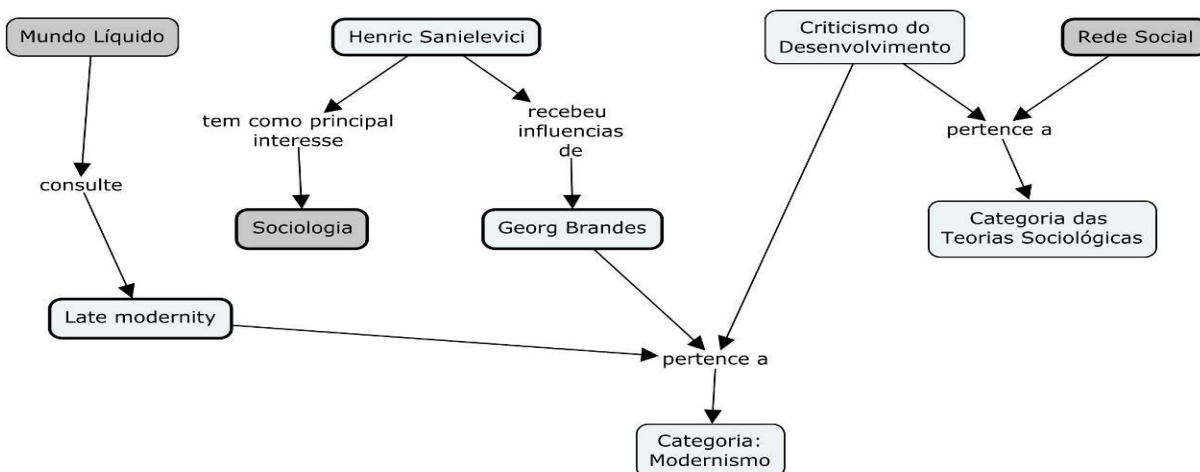 Mundo Líquido
Henric Sanielevici
Criticismo do
Desenvolvimento
Rede Social
tem como principal
interesse
recebeu
influencias
de
pertence a
consulte
Sociologia
Georg Brandes
Categoria das
Teorias Sociológicas
Late modernity
pertence a
Categoria:
Modernismo